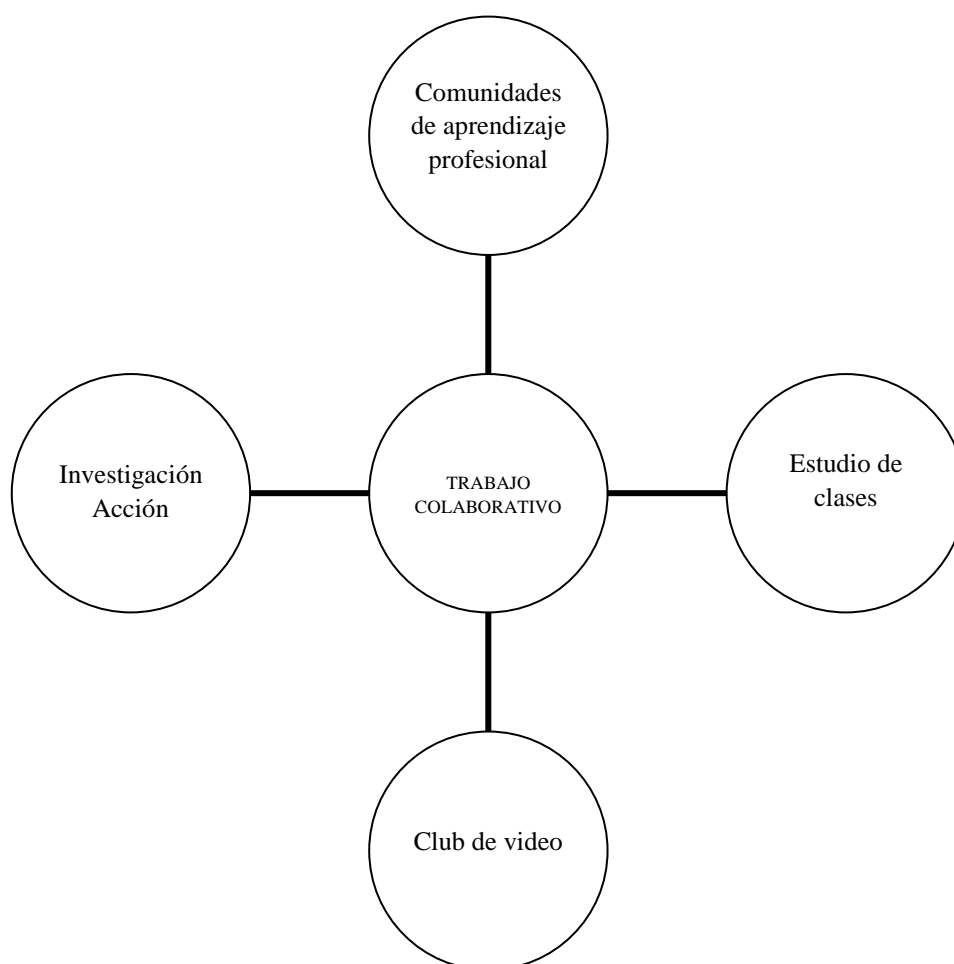 Comunidades
de aprendizaje
profesional
Investigación
Acción
TRABAJO
COLABORATIVO
Estudio de
clases
Club de video